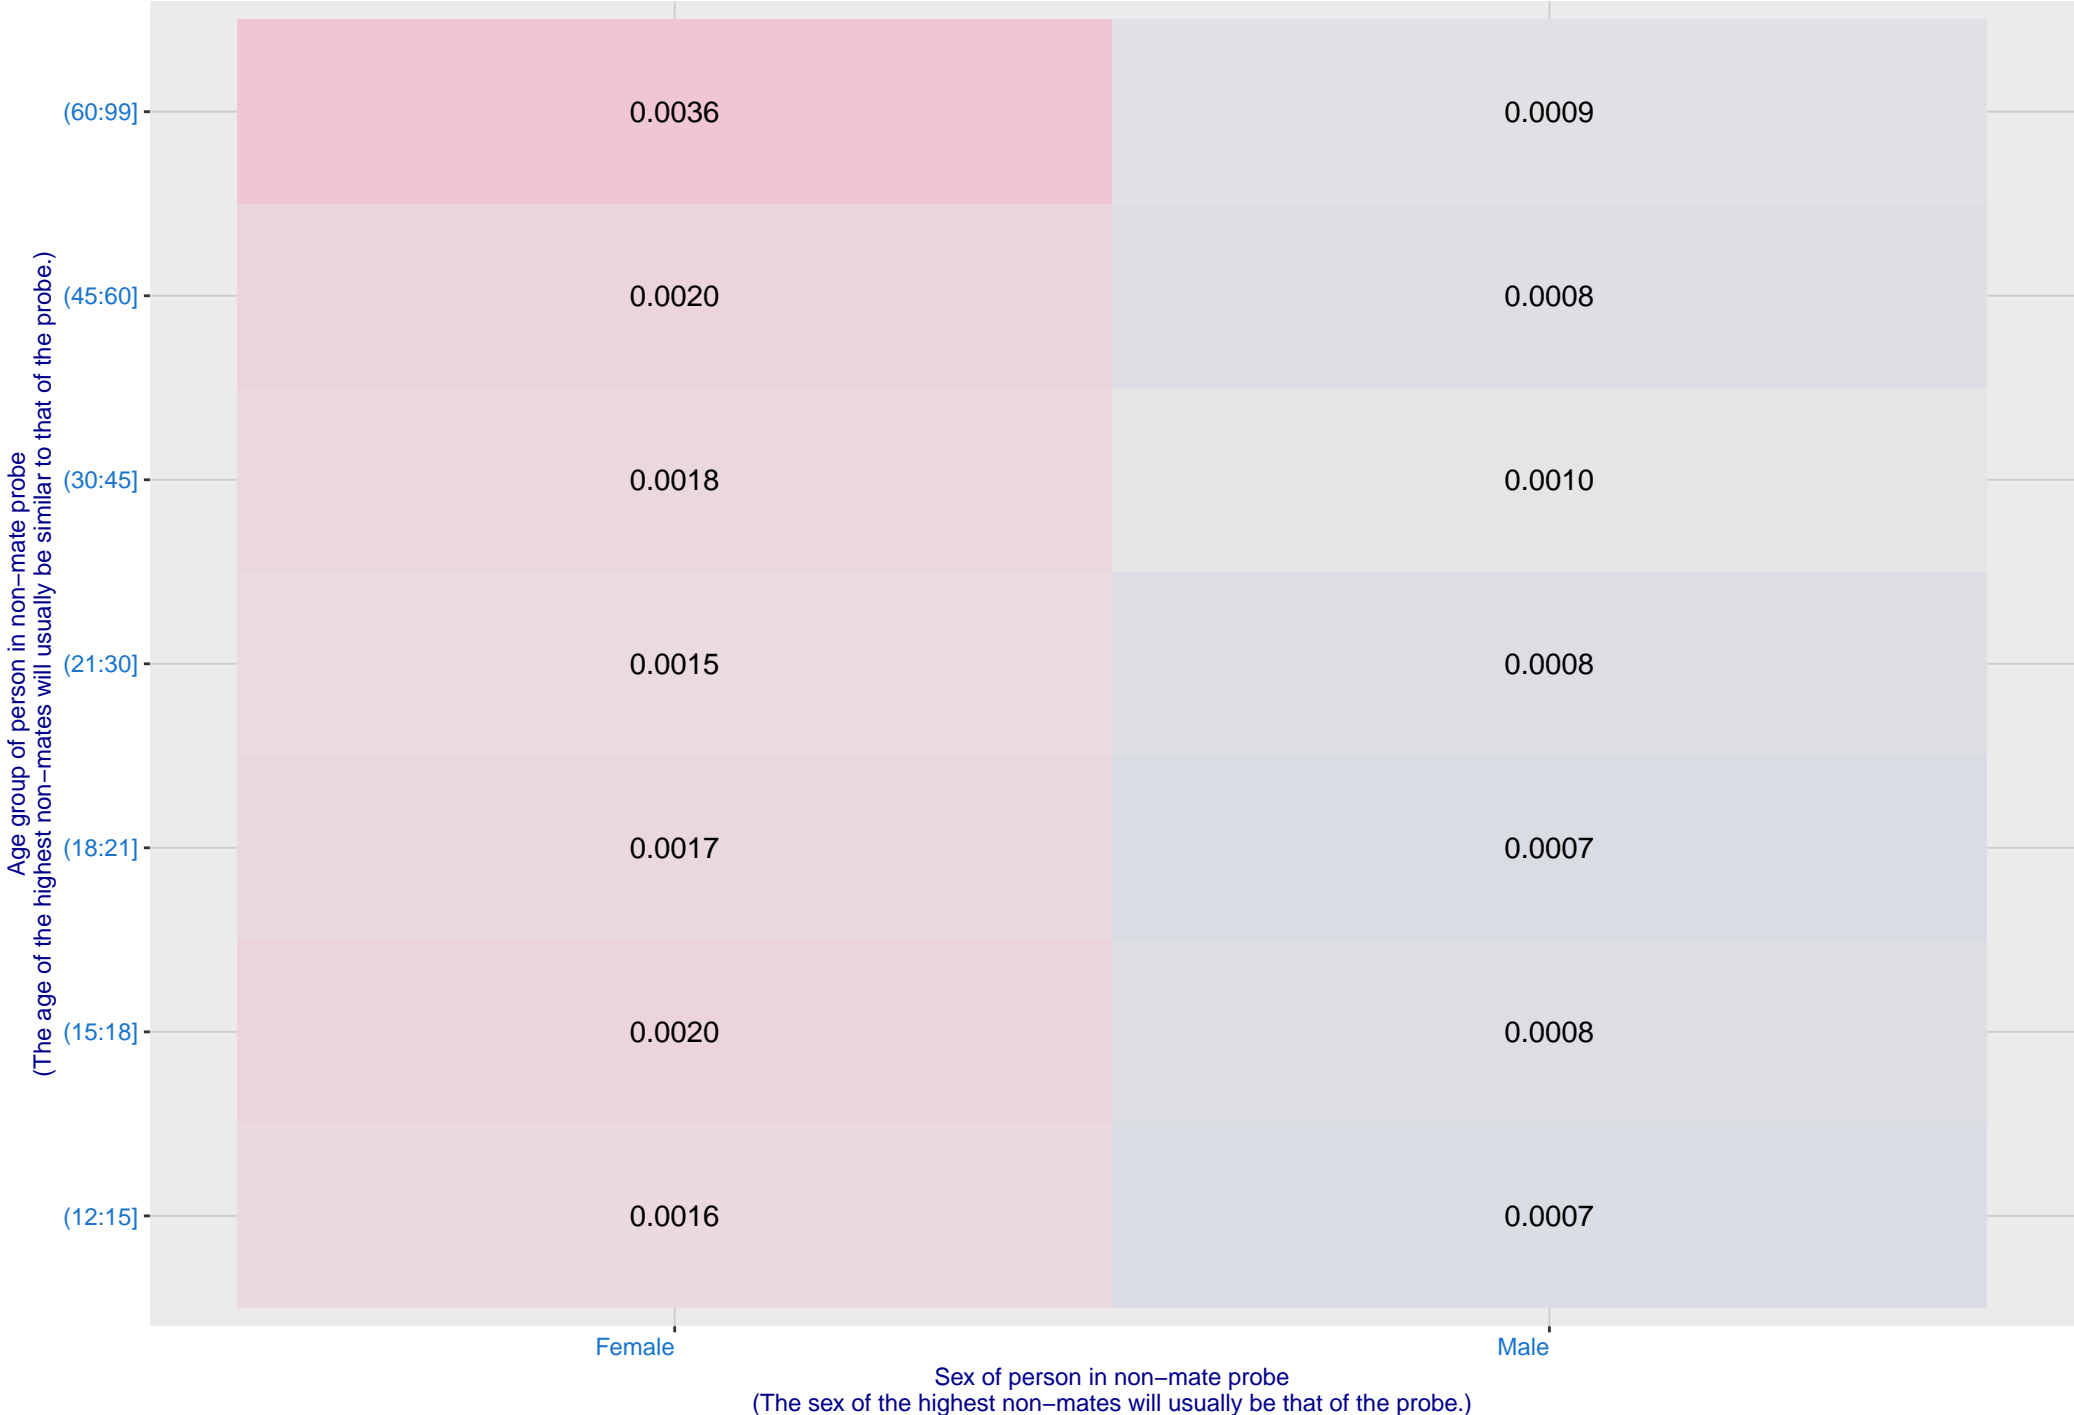 Age group of person in non−mate probe
(The age of the highest non−mates will usually be similar to that of the probe.)
(60:99] 0.0036 0.0009
(45:60] 0.0020 0.0008
(30:45] 0.0018 0.0010
(21:30] 0.0015 0.0008
(18:21] 0.0017 0.0007
(15:18] 0.0020 0.0008
(12:15] 0.0016 0.0007
Female Male
Sex of person in non−mate probe
(The sex of the highest non−mates will usually be that of the probe.)